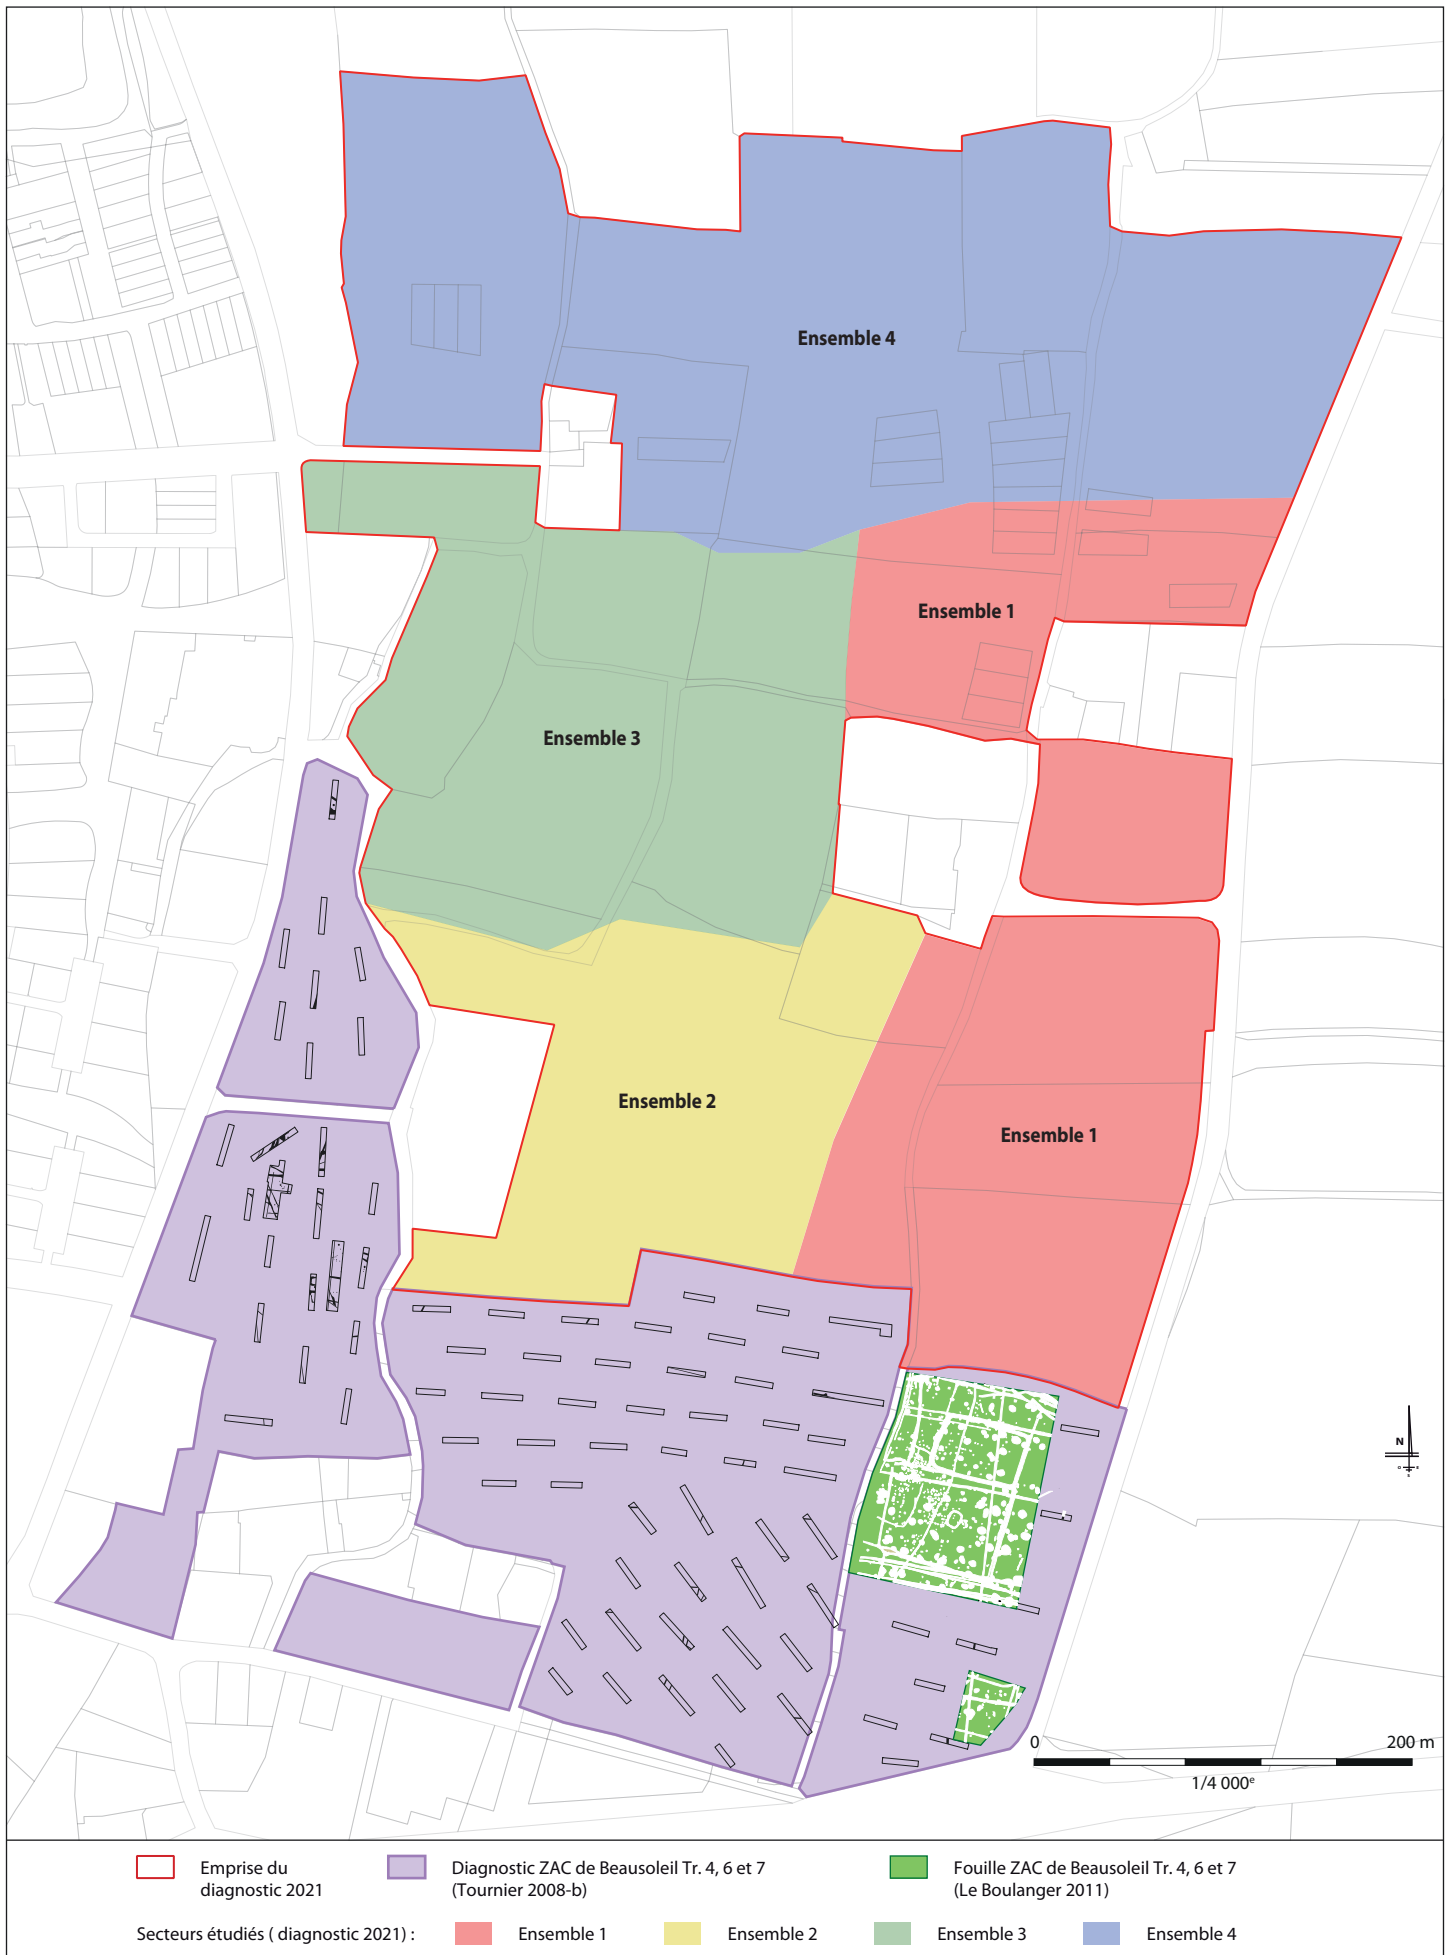 Ensemble 4
Ensemble 1
Ensemble 3
Ensemble 2
Ensemble 1
N
0
200 m
1/4 000e
Emprise du
diagnostic 2021
Diagnostic ZAC de Beausoleil Tr. 4, 6 et 7
(Tournier 2008-b)
Fouille ZAC de Beausoleil Tr. 4, 6 et 7
(Le Boulanger 2011)
Secteurs étudiés ( diagnostic 2021) :
Ensemble 1
Ensemble 2
Ensemble 3
Ensemble 4